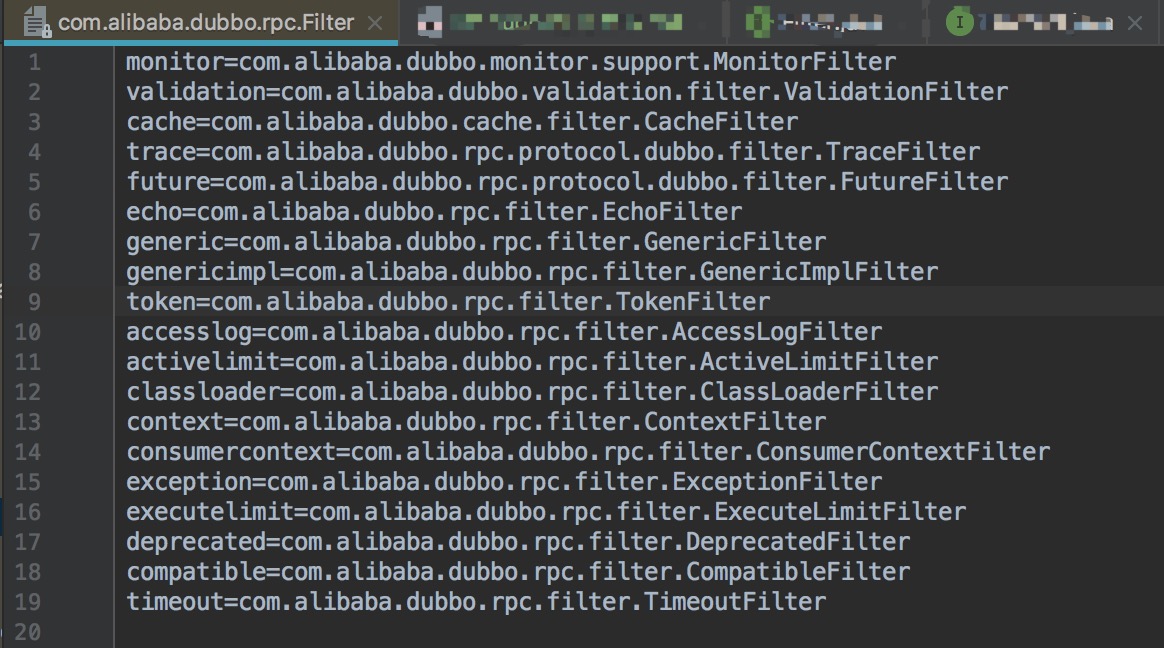 com.alibaba.dubbo.rpc.Filter
1 monitor=com.alibaba.dubbo.monitor.support.MonitorFilter
2 validation=com.alibaba.dubbo.validation.filter.ValidationFilter
3 cache=com.alibaba.dubbo.cache.filter.CacheFilter
4 trace=com.alibaba.dubbo.rpc.protocol.dubbo.filter.TraceFilter
5 future=com.alibaba.dubbo.rpc.protocol.dubbo.filter.FutureFilter
6 echo=com.alibaba.dubbo.rpc.filter.EchoFilter
7 generic=com.alibaba.dubbo.rpc.filter.GenericFilter
8 genericimpl=com.alibaba.dubbo.rpc.filter.GenericImplFilter
9 token=com.alibaba.dubbo.rpc.filter.TokenFilter
10 accesslog=com.alibaba.dubbo.rpc.filter.AccessLogFilter
11 activelimit=com.alibaba.dubbo.rpc.filter.ActiveLimitFilter
12 classloader=com.alibaba.dubbo.rpc.filter.ClassLoaderFilter
13 context=com.alibaba.dubbo.rpc.filter.ContextFilter
14 consumercontext=com.alibaba.dubbo.rpc.filter.ConsumerContextFilter
15 exception=com.alibaba.dubbo.rpc.filter.ExceptionFilter
16 executelimit=com.alibaba.dubbo.rpc.filter.ExecuteLimitFilter
17 deprecated=com.alibaba.dubbo.rpc.filter.DeprecatedFilter
18 compatible=com.alibaba.dubbo.rpc.filter.CompatibleFilter
19 timeout=com.alibaba.dubbo.rpc.filter.TimeoutFilter
20